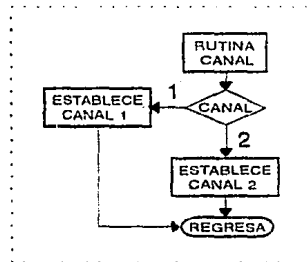 RUTINA
CANAL
1
ESTABLECE
CANAL 1
CANAL
2
ESTABLECE
CANAL 2
REGRESA